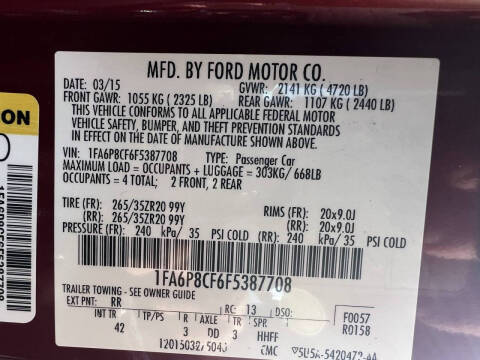 MFD. BY FORD MOTOR CO.
DATE: 03/15 GVWR: 2141 KG ( 4720 LB)
FRONT GAWR: 1055 KG ( 2325 LB) REAR GAWR: 1107 KG ( 2440 LB)
THIS VEHICLE CONFORMS TO ALL APPLICABLE FEDERAL MOTOR
VEHICLE SAFETY, BUMPER, AND THEFT PREVENTION STANDARDS
IN EFFECT ON THE DATE OF MANUFACTURE SHOWN ABOVE.
VIN: 1FA6P8CF6F5387708 TYPE: Passenger Car
MAXIMUM LOAD = OCCUPANTS + LUGGAGE = 303KG/ 668LB
OCCUPANTS = 4 TOTAL; 2 FRONT, 2 REAR
TIRE (FR): 265/35ZR20 99Y RIMS (FR): 20x9.0J
(RR): 265/35ZR20 99Y (RR): 20x9.0J
PRESSURE (FR): 240 kPa/ 35 PSI COLD (RR): 240 kPa/ 35 PSI COLD
1FA6P8CF6F5387708
TRAILER TOWING - SEE OWNER GUIDE
EXT PNT: RR RC: 13 DSO: F0057
INT TR TP/PS R AXLE TR SPR R0158
42 3 3 DD HHFF
ION